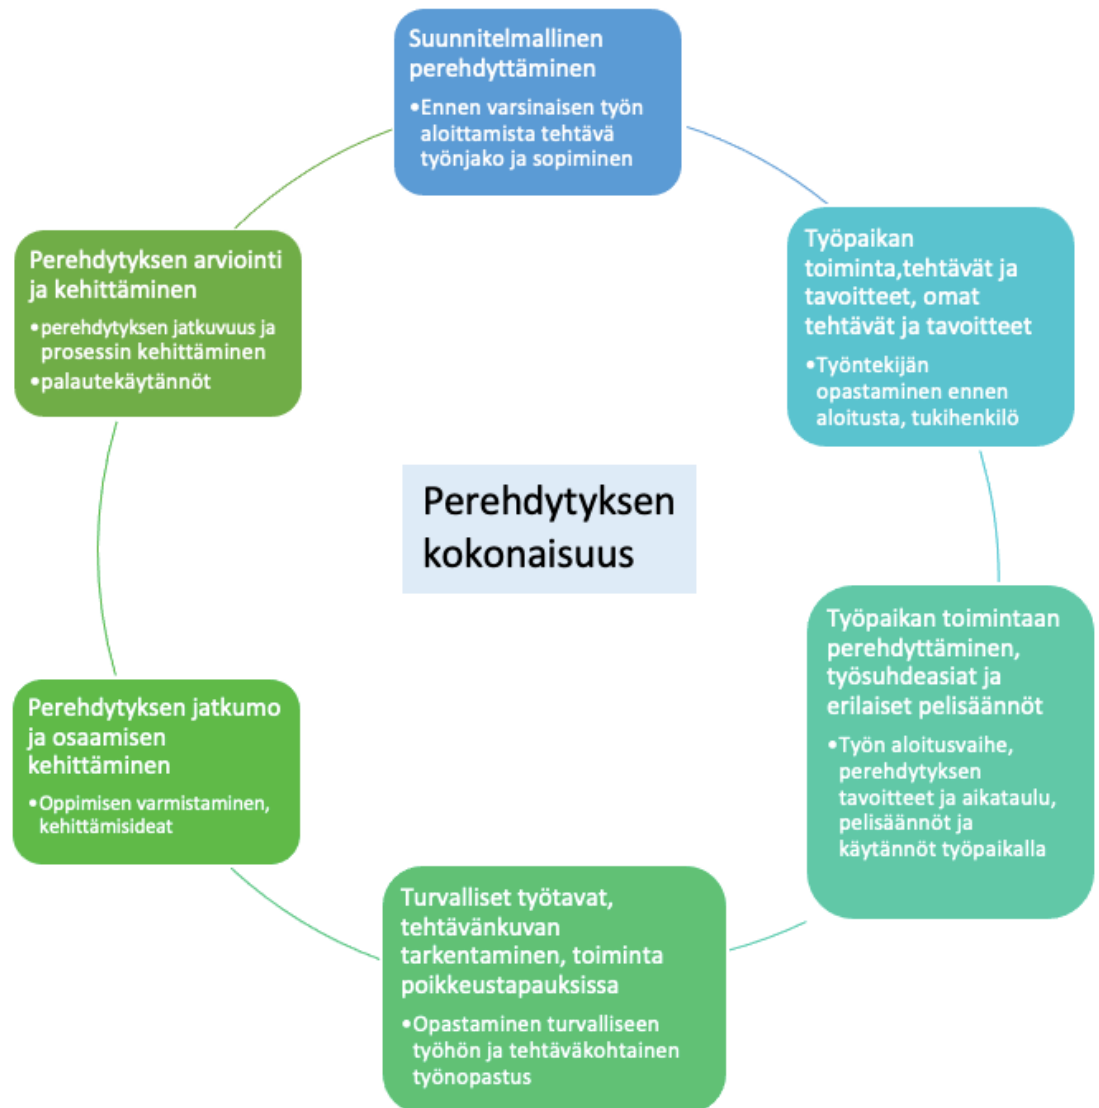 Suunnitelmallinen
perehdyttäminen
•Ennen varsinaisen työn
aloittamista tehtävä
työnjako ja sopiminen
Työpaikan
toiminta,tehtävät ja
tavoitteet, omat
tehtävät ja tavoitteet
•Työntekijän
opastaminen ennen
aloitusta, tukihenkilö
Työpaikan toimintaan
perehdyttäminen,
työsuhdeasiat ja
erilaiset pelisäännöt
•Työn aloitusvaihe,
perehdytyksen
tavoitteet ja aikataulu,
pelisäännöt ja
käytännöt työpaikalla
Turvalliset työtavat,
tehtävänkuvan
tarkentaminen, toiminta
poikkeustapauksissa
•Opastaminen turvalliseen
työhön ja tehtäväkohtainen
työnopastus
Perehdytyksen jatkumo
ja osaamisen
kehittäminen
•Oppimisen varmistaminen,
kehittämisideat
Perehdytyksen arviointi
ja kehittäminen
•perehdytyksen jatkuvuus ja
prosessin kehittäminen
•palautekäytännöt
Perehdytyksen
kokonaisuus